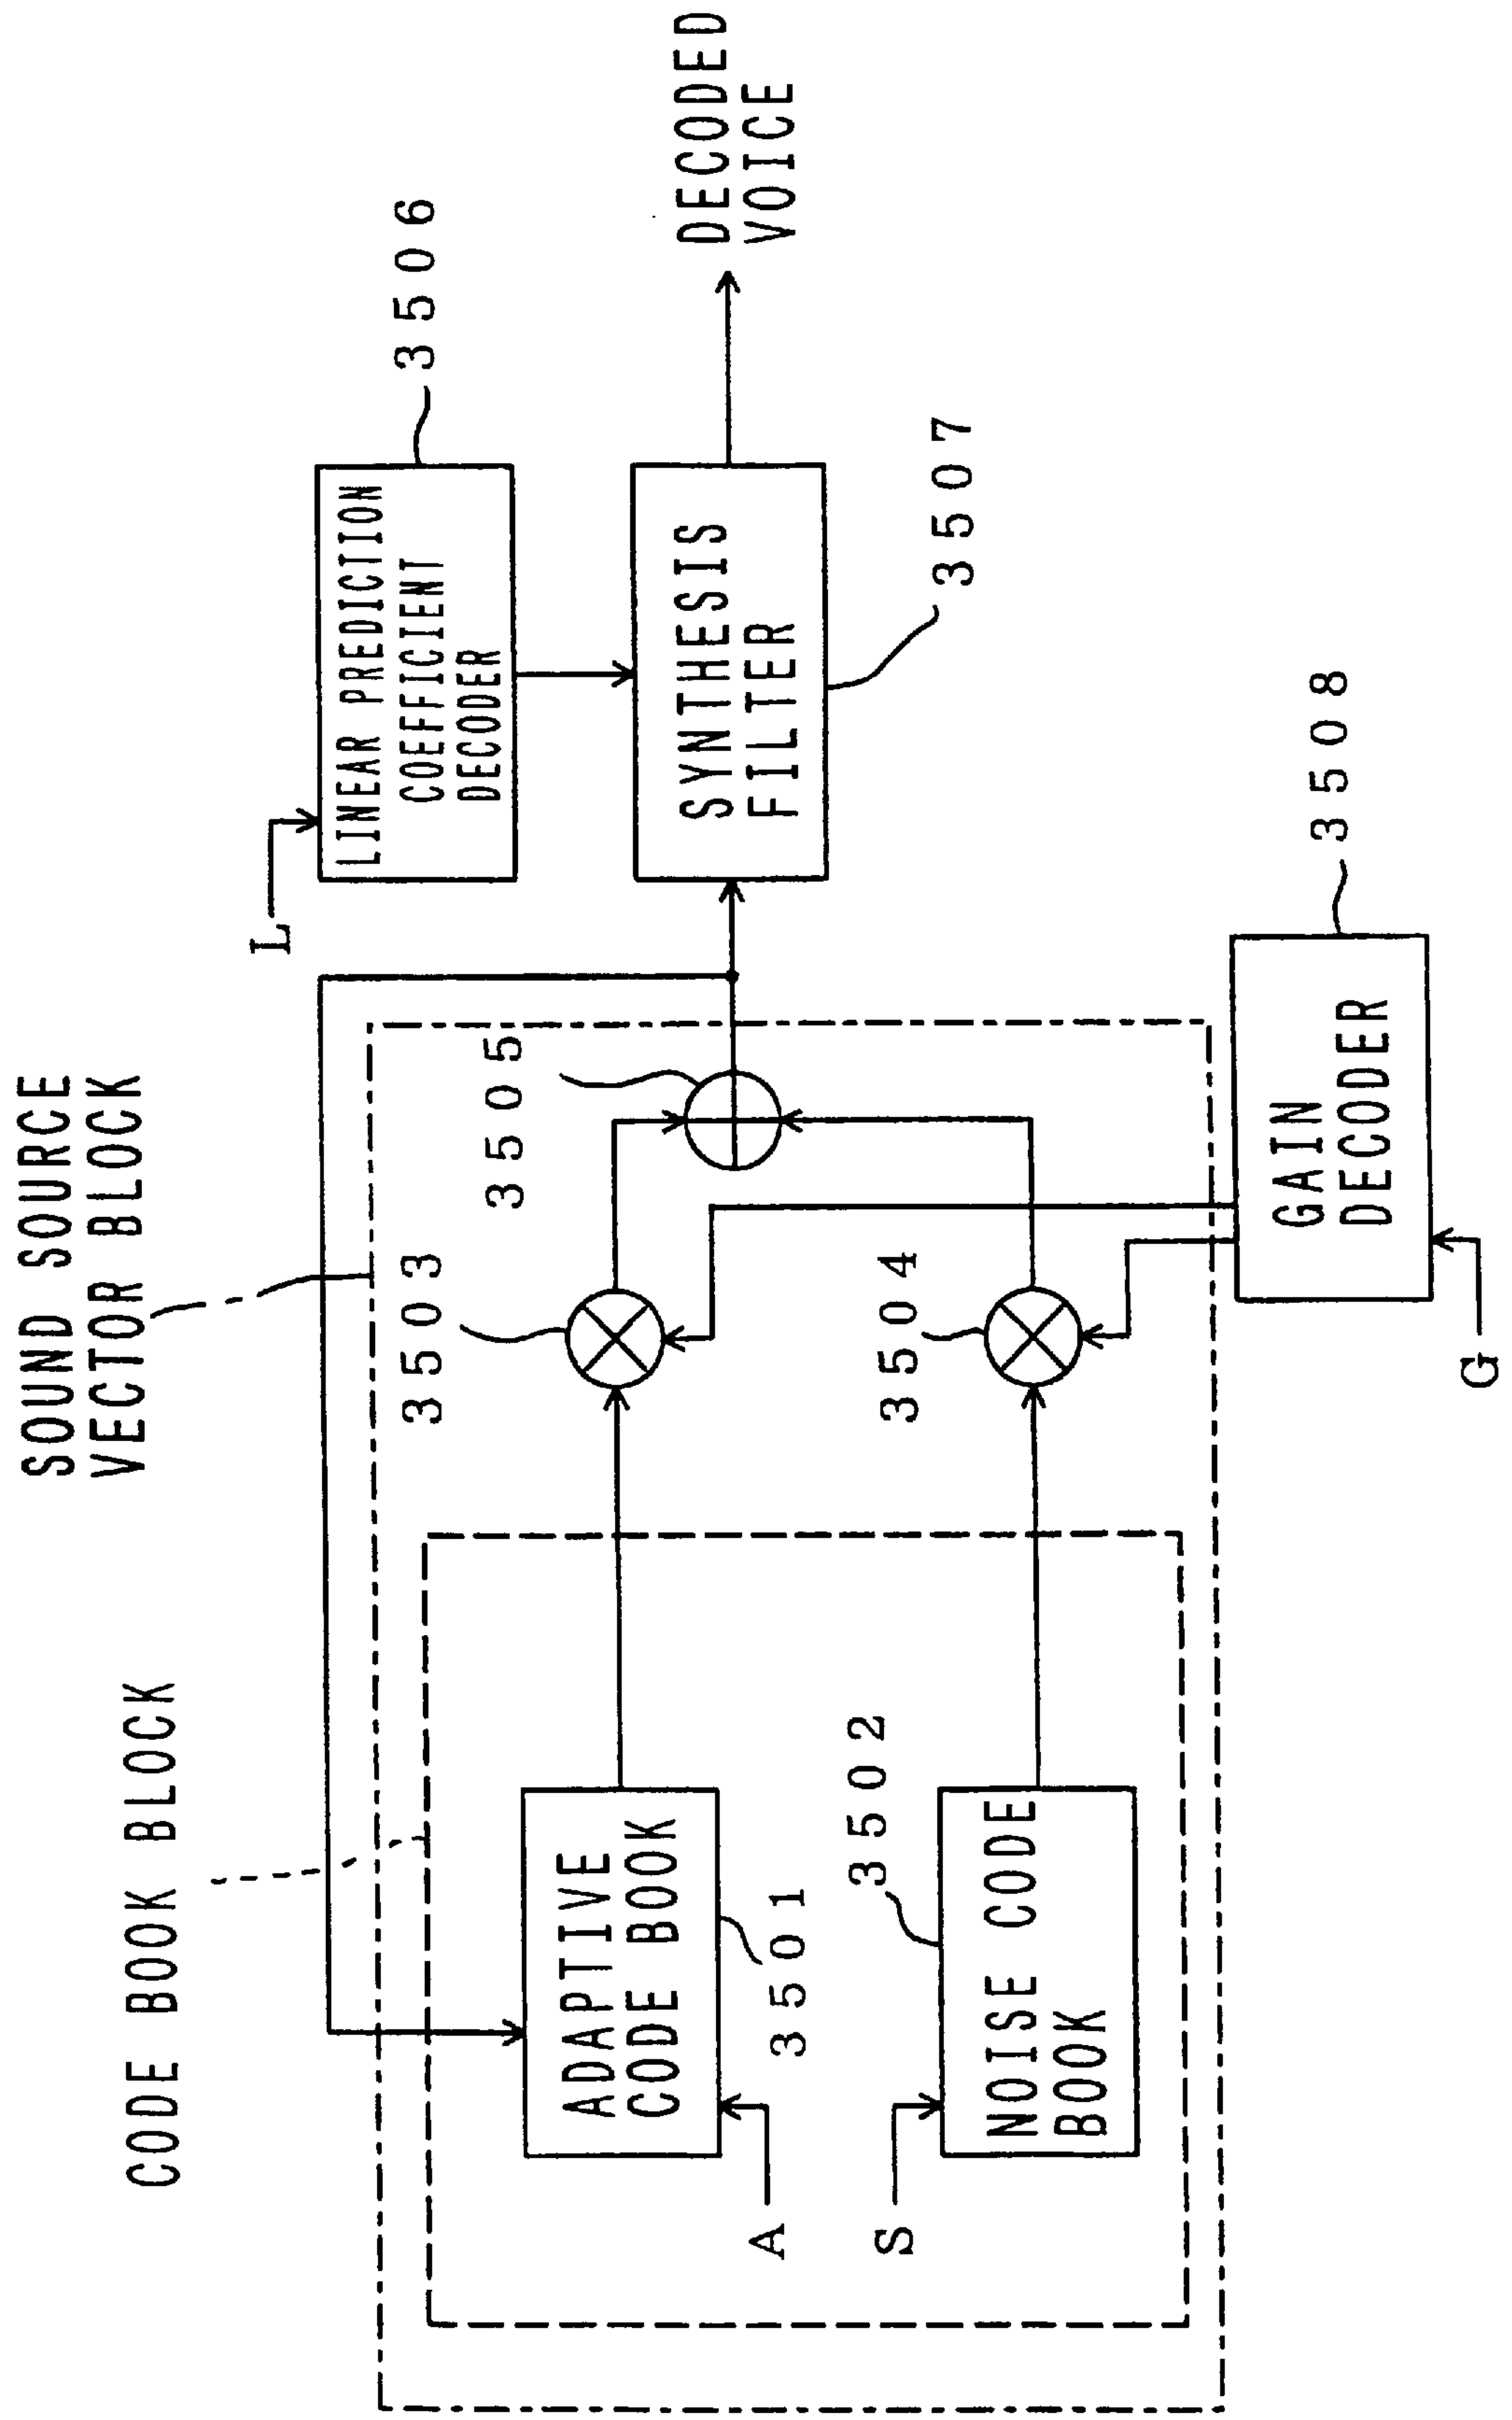 SOUND SOURCE
VECTOR BLOCK
CODE BOOK BLOCK
L
LINEAR PREDICTION
COEFFICIENT
DECODER
3506
3503
3505
ADAPTIVE
CODE BOOK
3501
A
SYNTHESIS
FILTER
3507
DECODED
VOICE
3502
3504
S
NOISE CODE
BOOK
GAIN
DECODER
3508
G